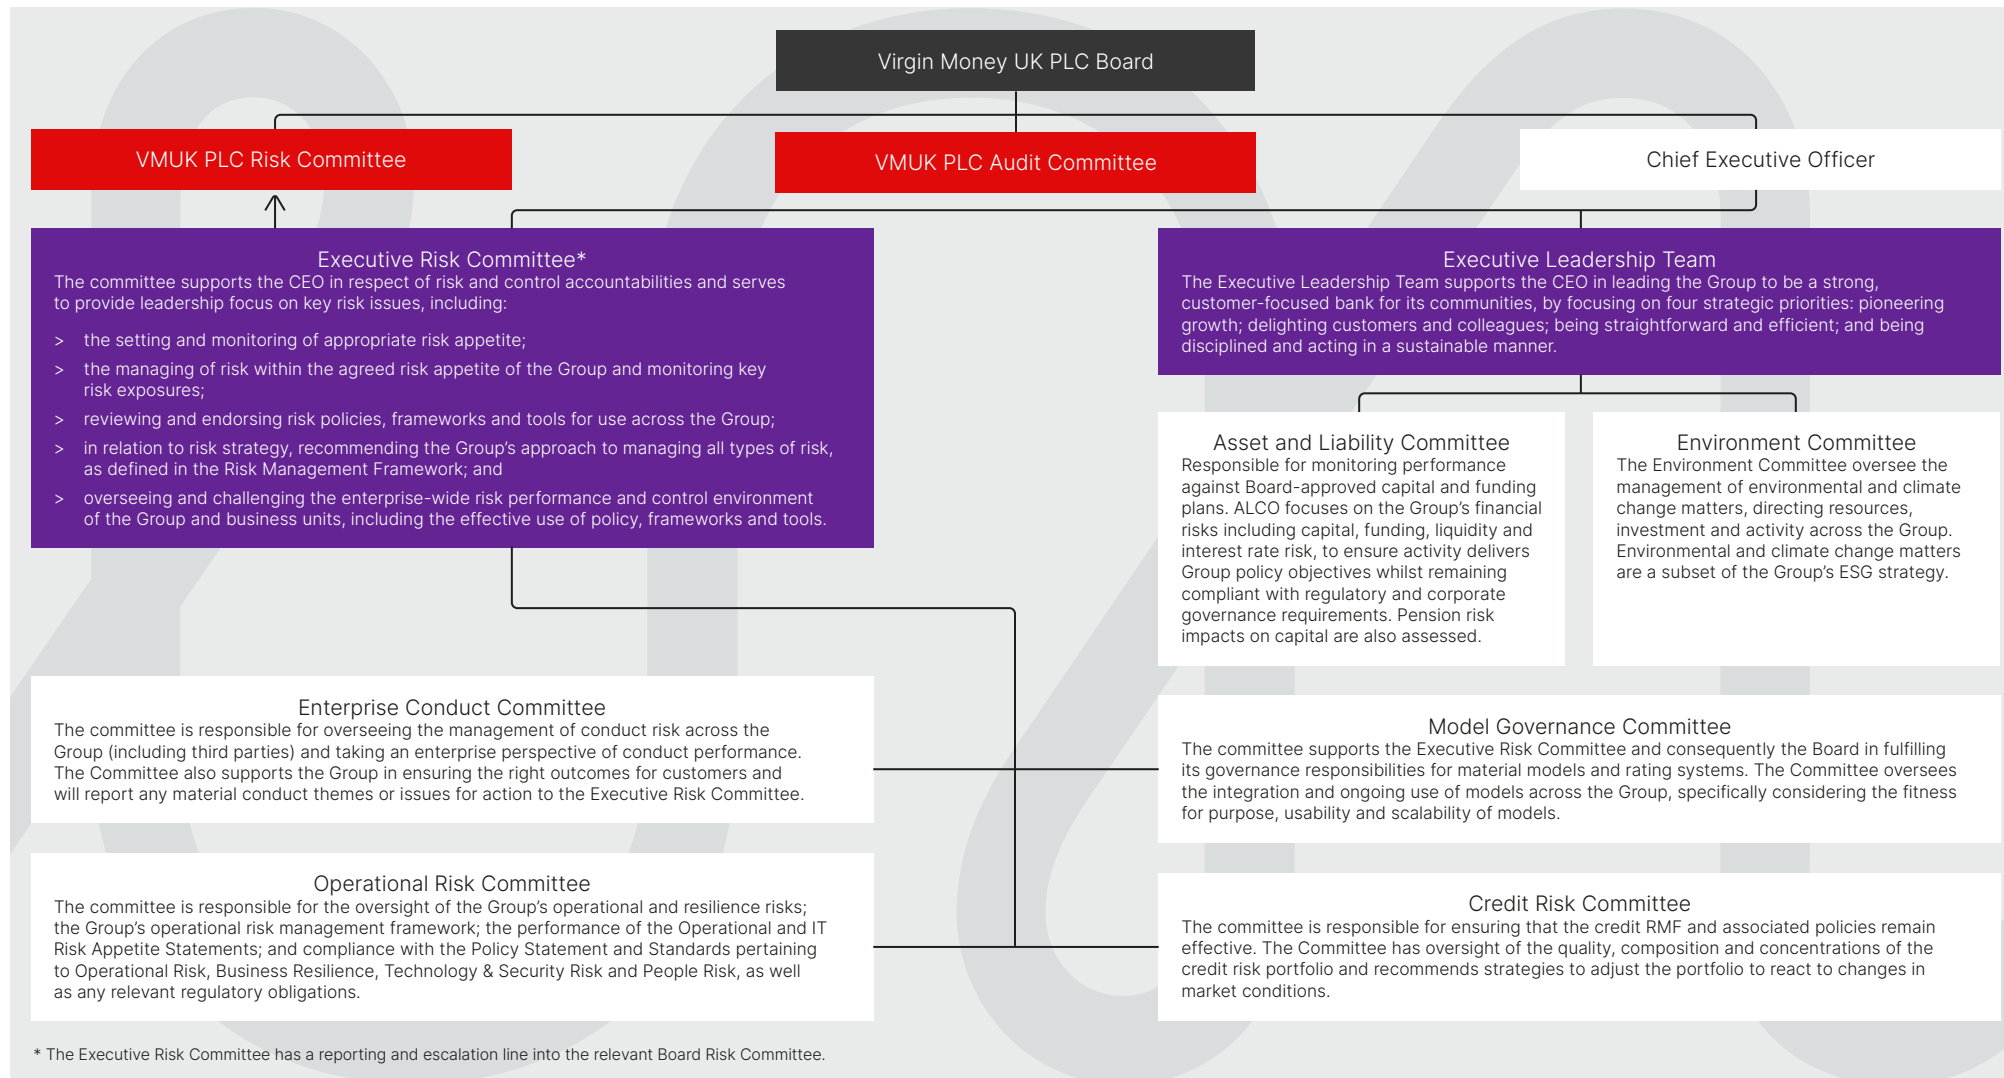 Virgin Money UK PLC Board
VMUK PLC Risk Committee
VMUK PLC Audit Committee
Chief Executive Officer
Executive Risk Committee*
The committee supports the CEO in respect of risk and control accountabilities and serves
to provide leadership focus on key risk issues, including:
> the setting and monitoring of appropriate risk appetite;
> the managing of risk within the agreed risk appetite of the Group and monitoring key
risk exposures;
> reviewing and endorsing risk policies, frameworks and tools for use across the Group;
> in relation to risk strategy, recommending the Group’s approach to managing all types of risk,
as defined in the Risk Management Framework; and
> overseeing and challenging the enterprise-wide risk performance and control environment
of the Group and business units, including the effective use of policy, frameworks and tools.
Executive Leadership Team
The Executive Leadership Team supports the CEO in leading the Group to be a strong,
customer-focused bank for its communities, by focusing on four strategic priorities: pioneering
growth; delighting customers and colleagues; being straightforward and efficient; and being
disciplined and acting in a sustainable manner.
Asset and Liability Committee
Responsible for monitoring performance
against Board-approved capital and funding
plans. ALCO focuses on the Group’s financial
risks including capital, funding, liquidity and
interest rate risk, to ensure activity delivers
Group policy objectives whilst remaining
compliant with regulatory and corporate
governance requirements. Pension risk
impacts on capital are also assessed.
Environment Committee
The Environment Committee oversee the
management of environmental and climate
change matters, directing resources,
investment and activity across the Group.
Environmental and climate change matters
are a subset of the Group’s ESG strategy.
Enterprise Conduct Committee
The committee is responsible for overseeing the management of conduct risk across the
Group (including third parties) and taking an enterprise perspective of conduct performance.
The Committee also supports the Group in ensuring the right outcomes for customers and
will report any material conduct themes or issues for action to the Executive Risk Committee.
Model Governance Committee
The committee supports the Executive Risk Committee and consequently the Board in fulfilling
its governance responsibilities for material models and rating systems. The Committee oversees
the integration and ongoing use of models across the Group, specifically considering the fitness
for purpose, usability and scalability of models.
Operational Risk Committee
The committee is responsible for the oversight of the Group’s operational and resilience risks;
the Group’s operational risk management framework; the performance of the Operational and IT
Risk Appetite Statements; and compliance with the Policy Statement and Standards pertaining
to Operational Risk, Business Resilience, Technology & Security Risk and People Risk, as well
as any relevant regulatory obligations.
Credit Risk Committee
The committee is responsible for ensuring that the credit RMF and associated policies remain
effective. The Committee has oversight of the quality, composition and concentrations of the
credit risk portfolio and recommends strategies to adjust the portfolio to react to changes in
market conditions.
* The Executive Risk Committee has a reporting and escalation line into the relevant Board Risk Committee.